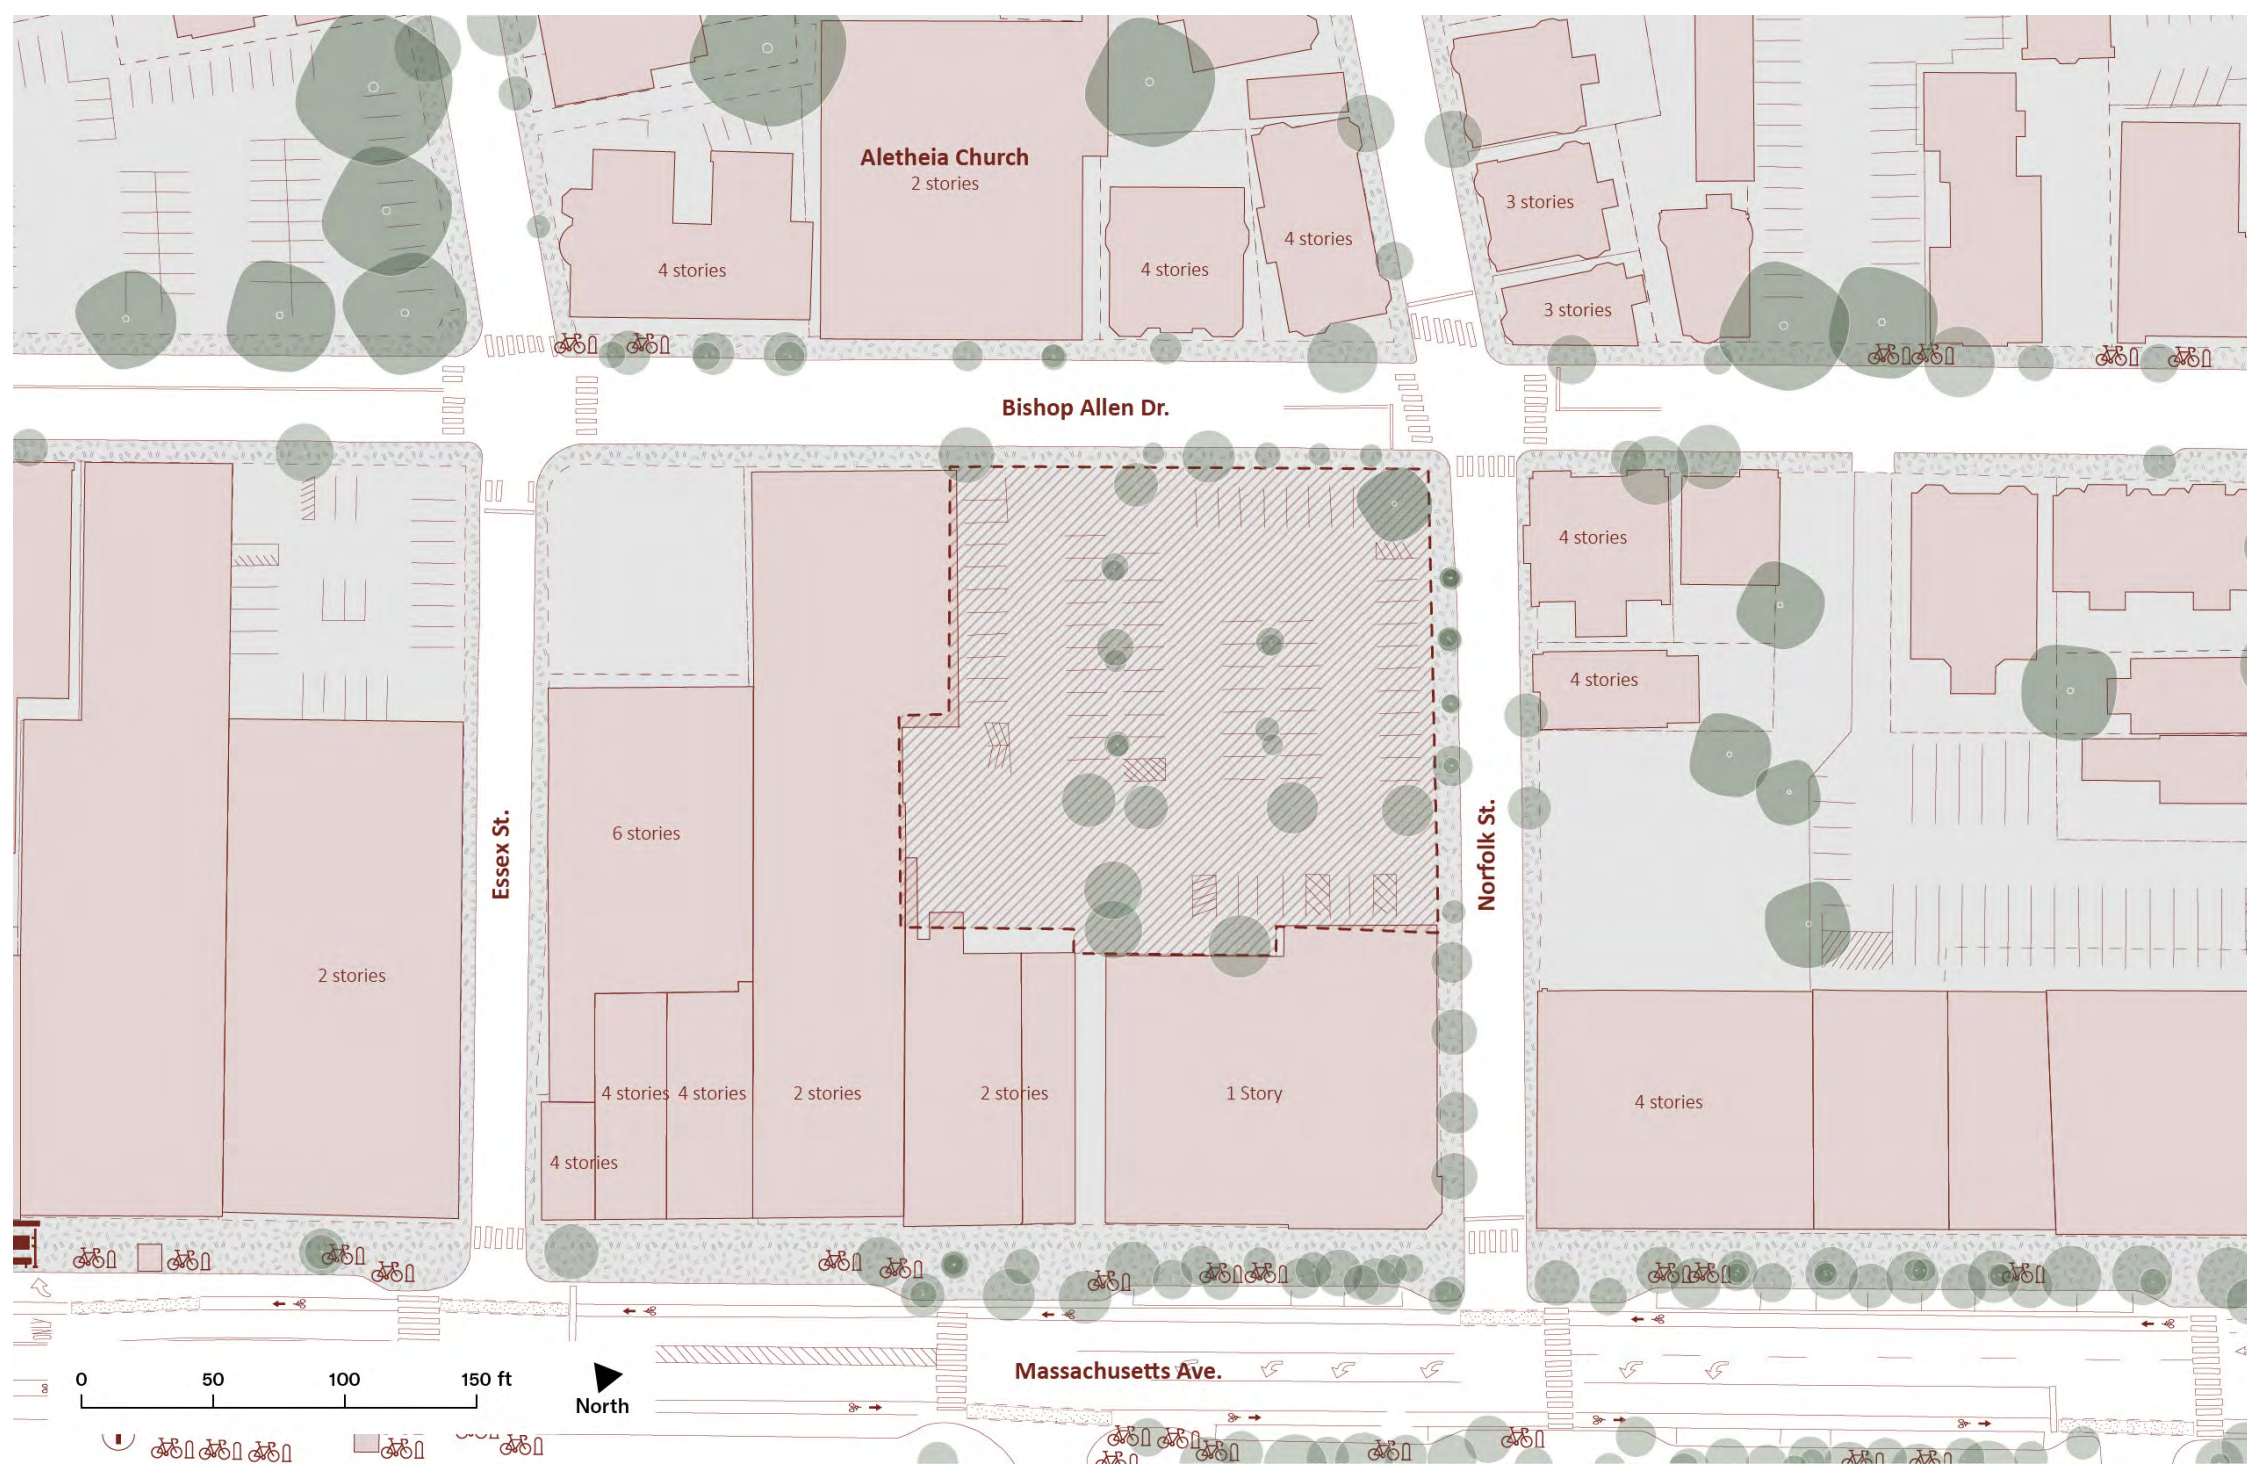 Aletheia Church
2 stories
3 stories
4 stories
4 stories
4 stories
3 stories
Bishop Allen Dr.
4 stories
4 stories
6 stories
Essex St.
Norfolk St.
2 stories
4 stories
4 stories
2 stories
2 stories
1 Story
4 stories
4 stories
Massachusetts Ave.
0 50 100 150 ft
North